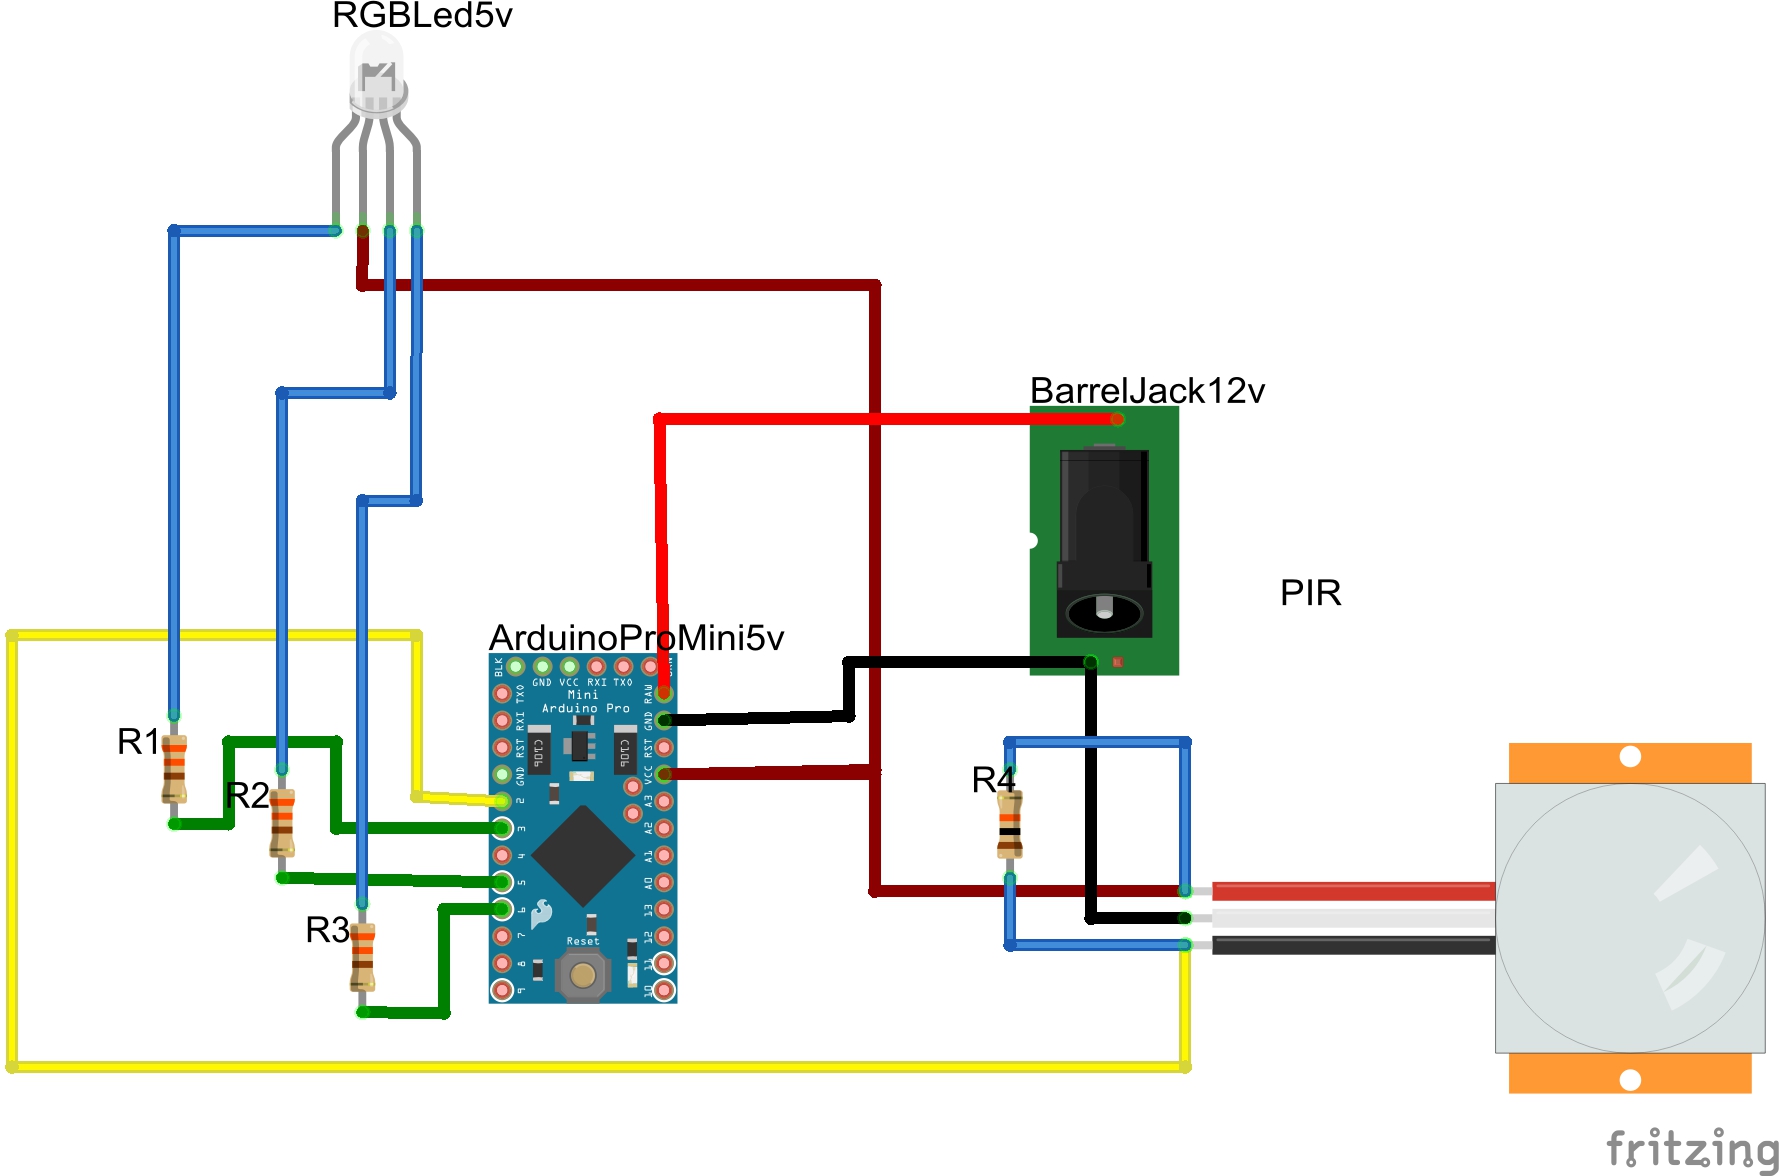 RGBLed5v
BarrelJack12v
PIR
ArduinoProMini5v
BLK
GND VCC RXI TXO
Mini
Arduino Pro
TXO
RXI
RST
GND
2
3
4
5
6
7
8
9
RAW
GND
RST
VCC
A3
A2
A1
A0
13
12
11
10
C106
C106
Reset
R1
R2
R3
R4
fritzing